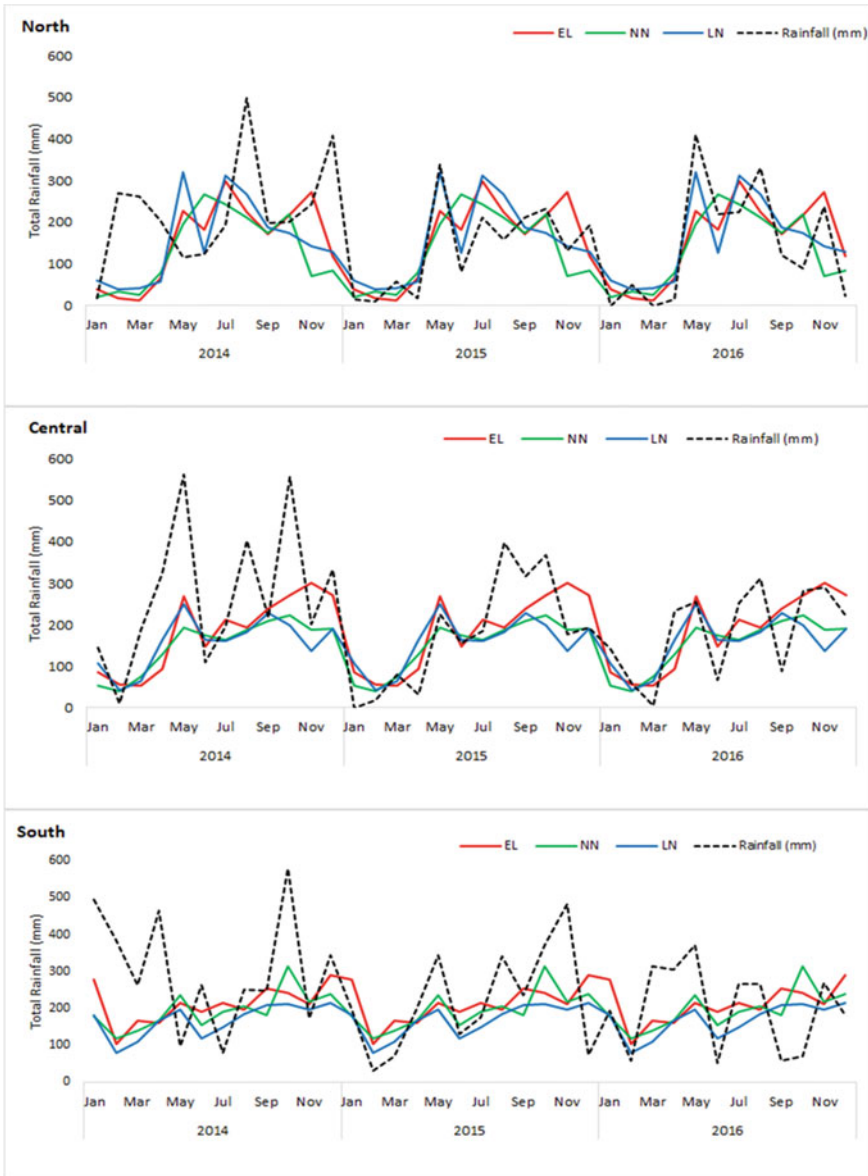 North
EL NN LN Rainfall (mm)
Total Rainfall (mm)
600
500
400
300
200
100
0
Jan Mar May Jul Sep Nov Jan Mar May Jul Sep Nov Jan Mar May Jul Sep Nov
2014 2015 2016
Central
EL NN LN Rainfall (mm)
Total Rainfall (mm)
600
500
400
300
200
100
0
Jan Mar May Jul Sep Nov Jan Mar May Jul Sep Nov Jan Mar May Jul Sep Nov
2014 2015 2016
South
EL NN LN Rainfall (mm)
Total Rainfall (mm)
600
500
400
300
200
100
0
Jan Mar May Jul Sep Nov Jan Mar May Jul Sep Nov Jan Mar May Jul Sep Nov
2014 2015 2016